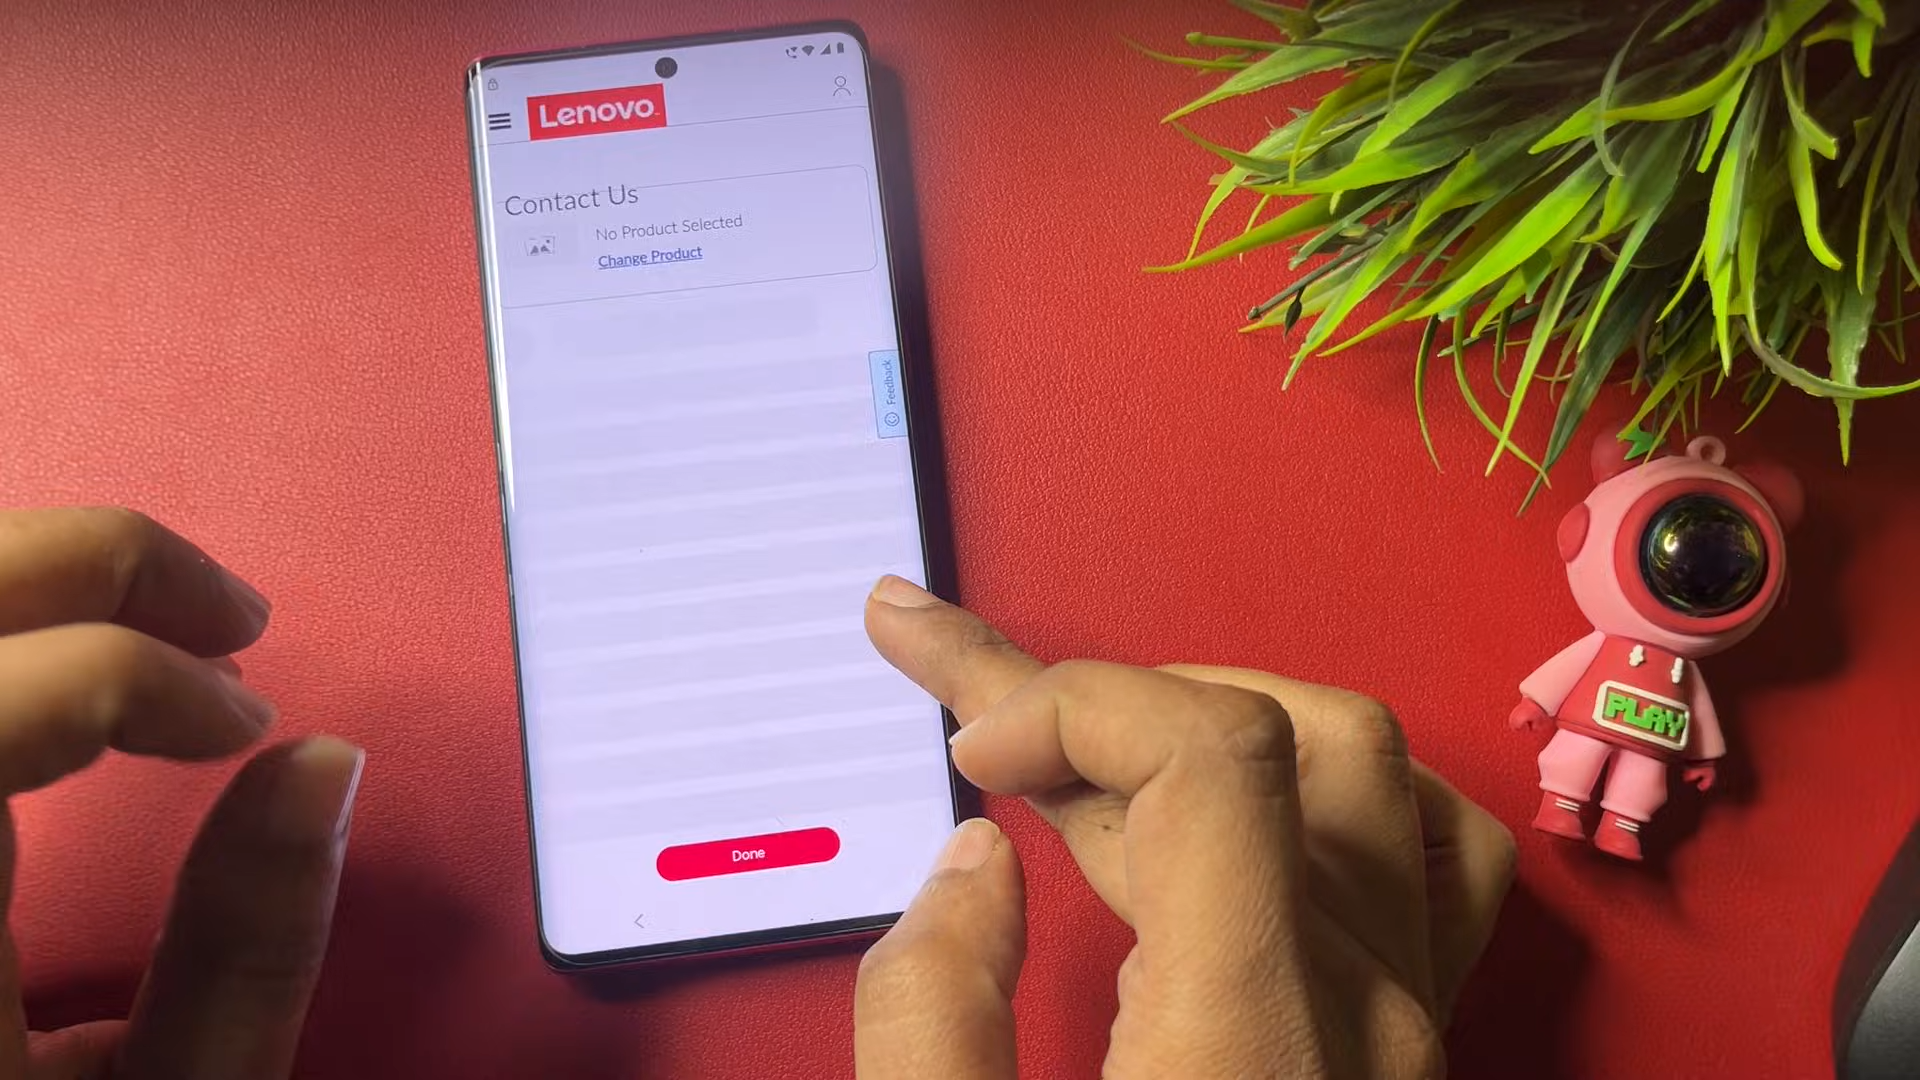 Lenovo
Contact Us
No Product Selected
Change Product
Feedback
Done
PLAY